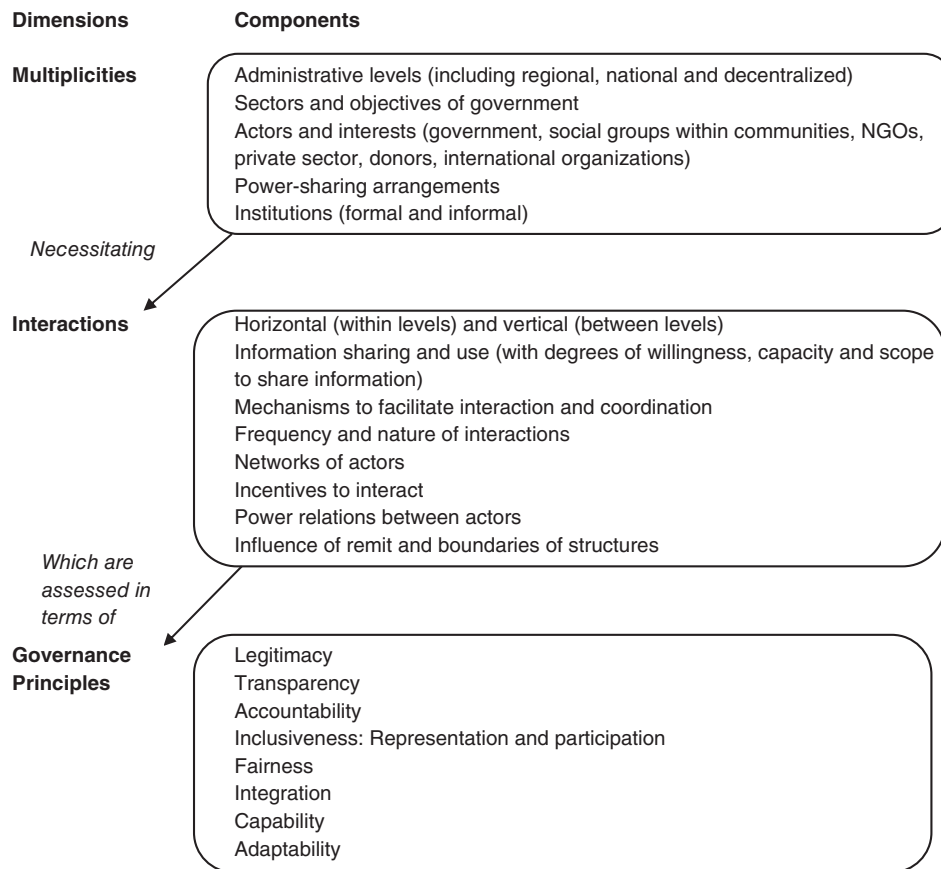 Dimensions Components
Multiplicities Administrative levels (including regional, national and decentralized)
Sectors and objectives of government
Actors and interests (government, social groups within communities, NGOs,
private sector, donors, international organizations)
Power-sharing arrangements
Institutions (formal and informal)
Necessitating
Interactions Horizontal (within levels) and vertical (between levels)
Information sharing and use (with degrees of willingness, capacity and scope
to share information)
Mechanisms to facilitate interaction and coordination
Frequency and nature of interactions
Networks of actors
Incentives to interact
Power relations between actors
Influence of remit and boundaries of structures
Which are
assessed in
terms of
Governance Legitimacy
Principles Transparency
Accountability
Inclusiveness: Representation and participation
Fairness
Integration
Capability
Adaptability